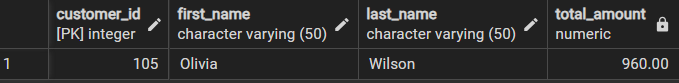 customer_id first_name last_name total_amount
[PK] integer character varying (50) character varying (50) numeric
1 105 Olivia Wilson 960.00